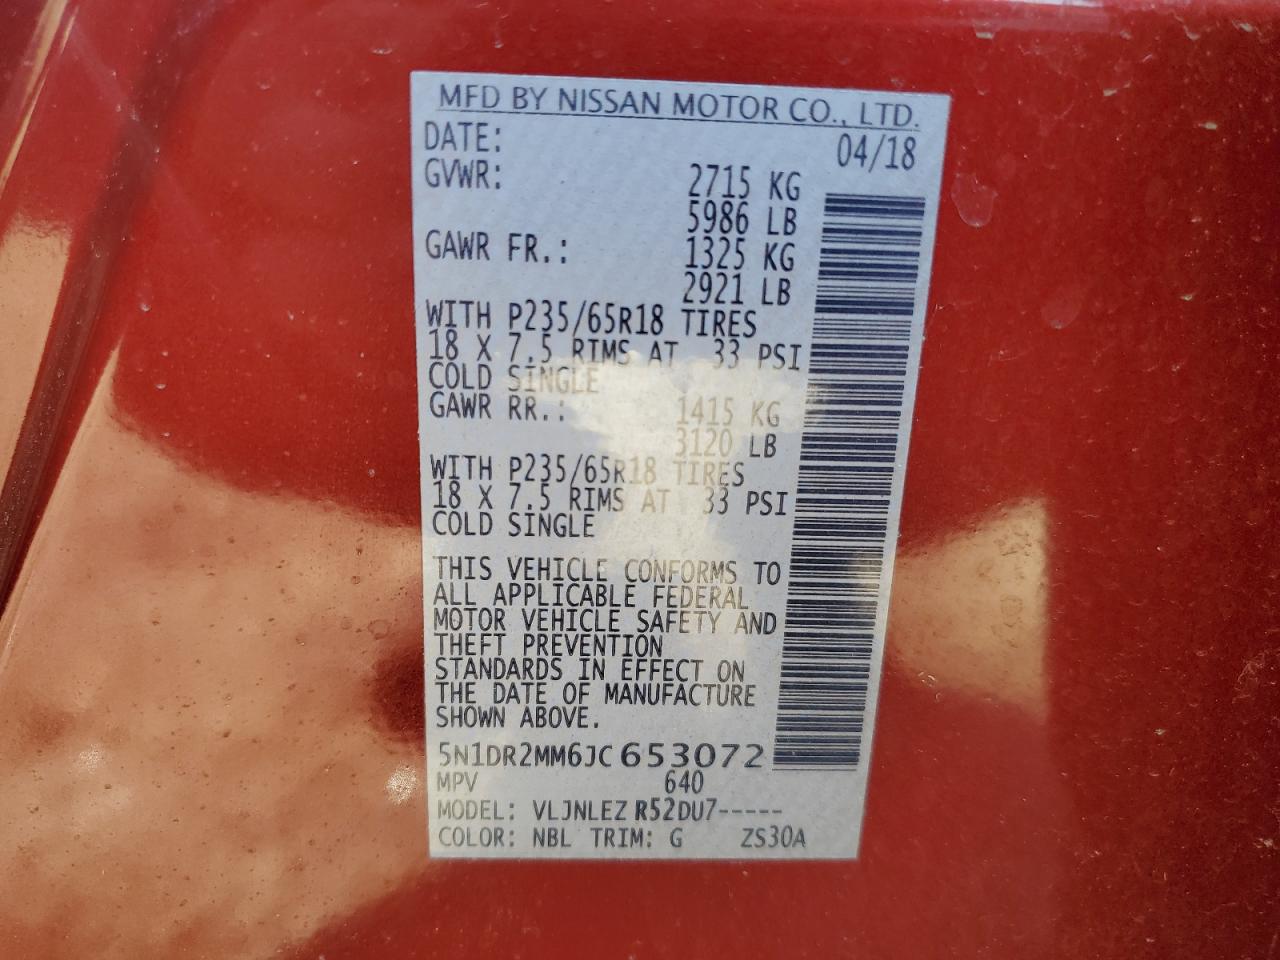 MFD BY NISSAN MOTOR CO., LTD.
DATE: 04/18
GVWR: 2715 KG
5986 LB
GAWR FR.: 1325 KG
2921 LB
WITH P235/65R18 TIRES
18 X 7.5 RIMS AT 33 PSI
COLD SINGLE
GAWR RR.: 1415 KG
3120 LB
WITH P235/65R18 TIRES
18 X 7.5 RIMS AT 33 PSI
COLD SINGLE
THIS VEHICLE CONFORMS TO
ALL APPLICABLE FEDERAL
MOTOR VEHICLE SAFETY AND
THEFT PREVENTION
STANDARDS IN EFFECT ON
THE DATE OF MANUFACTURE
SHOWN ABOVE.
5N1DR2MM6JC653072
MPV 640
MODEL: VLJNLEZ R52DU7-----
COLOR: NBL TRIM: G ZS30A